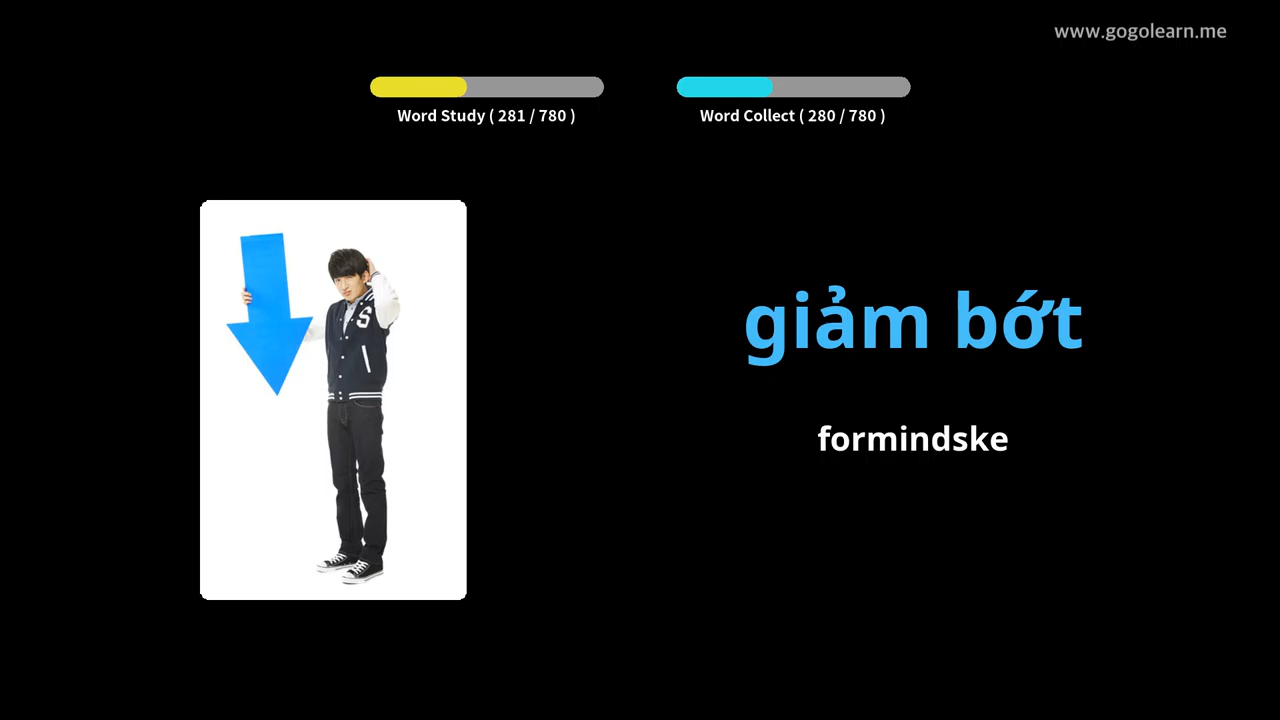 www.gogolearn.me
Word Study ( 281 / 780 )
Word Collect ( 280 / 780 )
S
giảm bớt
formindske